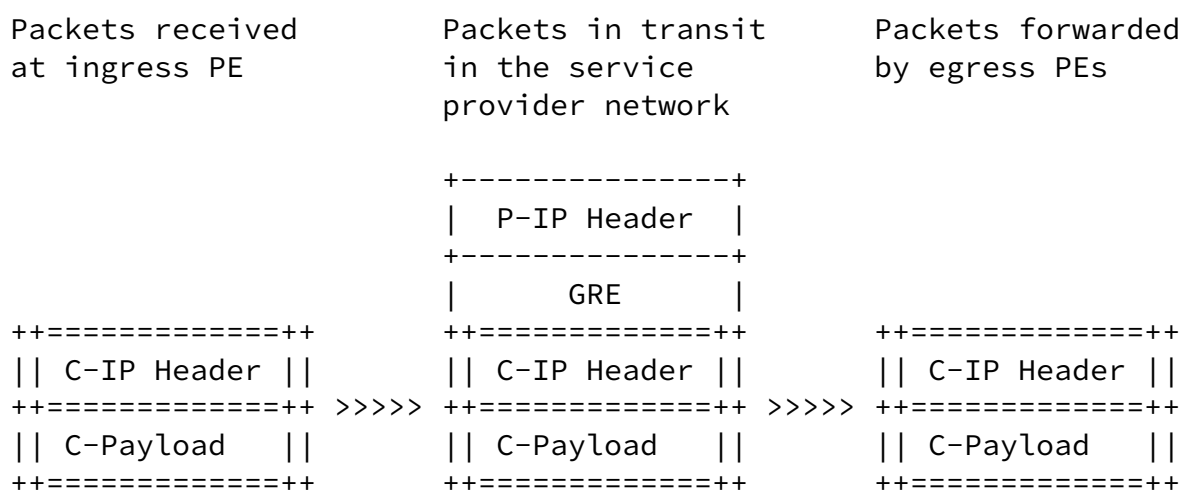 Packets received        Packets in transit      Packets forwarded
at ingress PE           in the service          by egress PEs
                        provider network

                        +---------------+
                        |  P-IP Header  |
                        +---------------+
                        |      GRE      |
++=============++       ++=============++       ++=============++
|| C-IP Header ||       || C-IP Header ||       || C-IP Header ||
++=============++ >>>>> ++=============++ >>>>> ++=============++
|| C-Payload   ||       || C-Payload   ||       || C-Payload   ||
++=============++       ++=============++       ++=============++